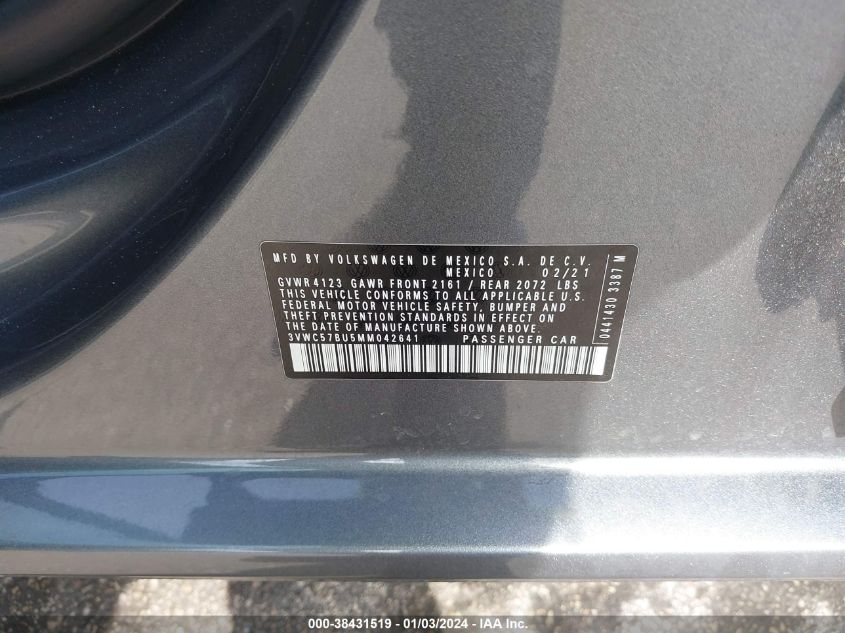 MFD BY VOLKSWAGEN DE MEXICO S.A. DE C.V.
MEXICO 02/21
GVWR 4123 GAWR FRONT 2161 / REAR 2072 LBS
THIS VEHICLE CONFORMS TO ALL APPLICABLE U.S.
FEDERAL MOTOR VEHICLE SAFETY, BUMPER AND
THEFT PREVENTION STANDARDS IN EFFECT ON
THE DATE OF MANUFACTURE SHOWN ABOVE.
3VWC57BU5MM042641 PASSENGER CAR
0441430 3387 M
000-38431519 - 01/03/2024 - IAA Inc.